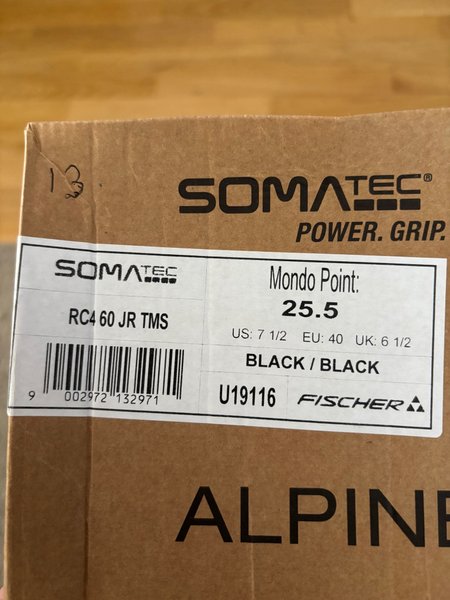 13
SOMATEC®
POWER. GRIP.
SOMATEC
RC4 60 JR TMS
9 002972 132971
Mondo Point:
25.5
US: 7 1/2 EU: 40 UK: 6 1/2
BLACK / BLACK
U19116 FISCHER
ALPINE